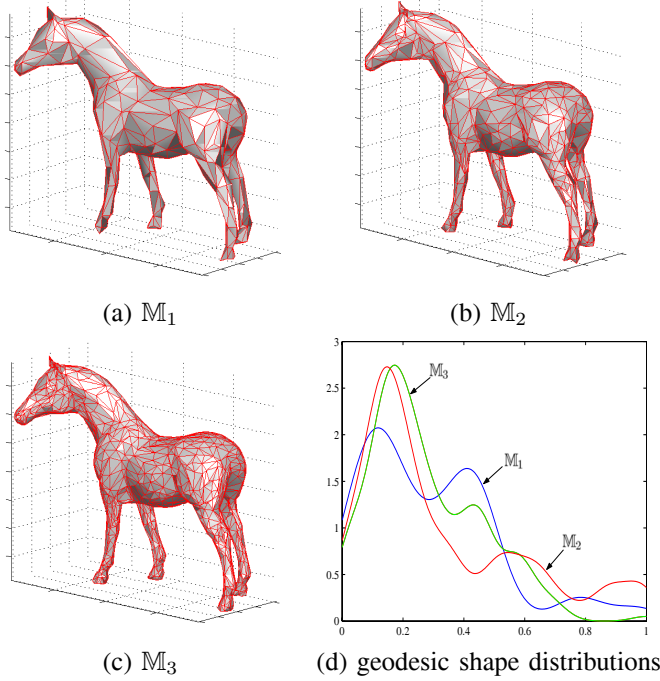 (a) 𝕄₁
(b) 𝕄₂
(c) 𝕄₃
3
2.5
2
1.5
1
0.5
0
0
0.2
0.4
0.6
0.8
1
𝕄₃
𝕄₁
𝕄₂
(d) geodesic shape distributions